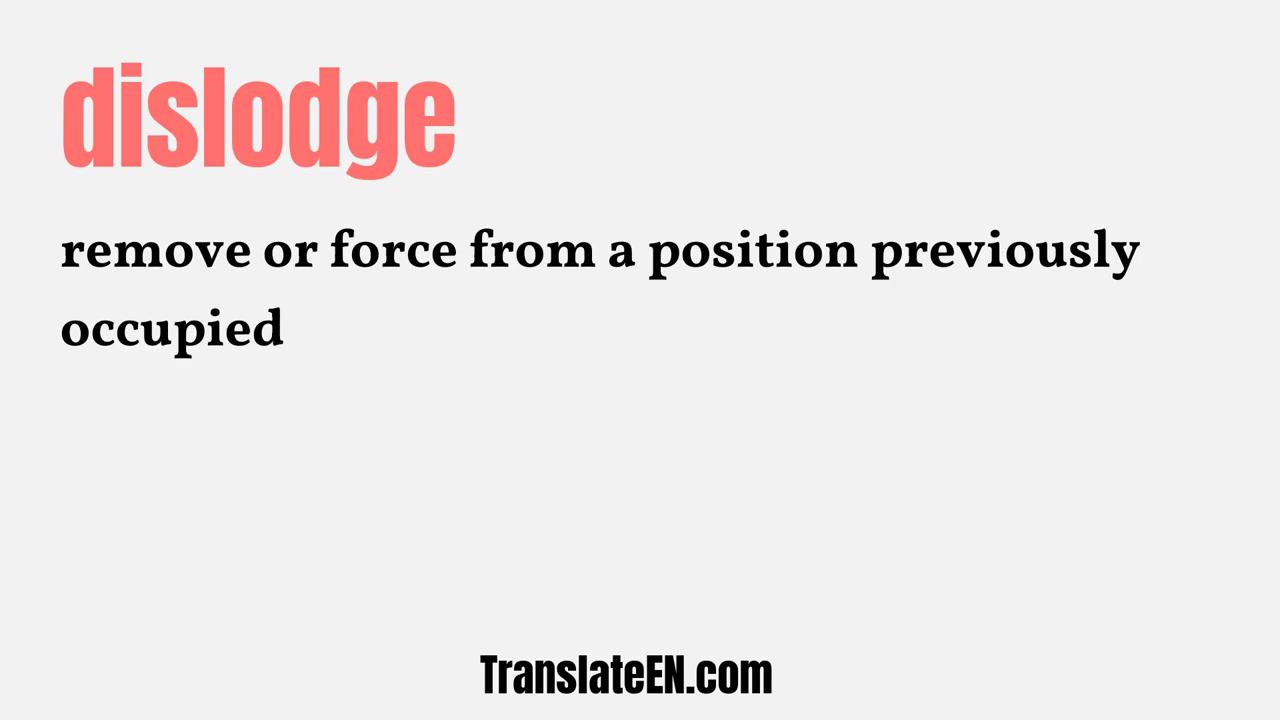 dislodge
remove or force from a position previously
occupied
TranslateEN.com